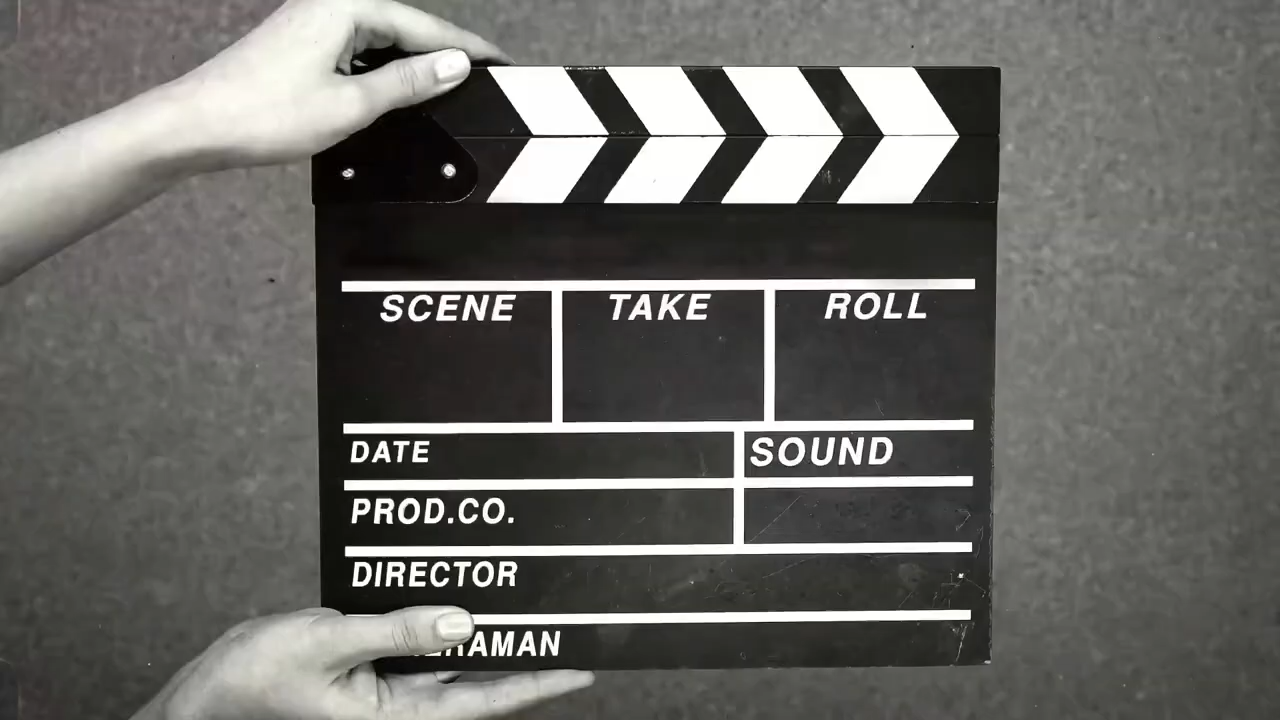 SCENE TAKE ROLL
DATE SOUND
PROD.CO.
DIRECTOR